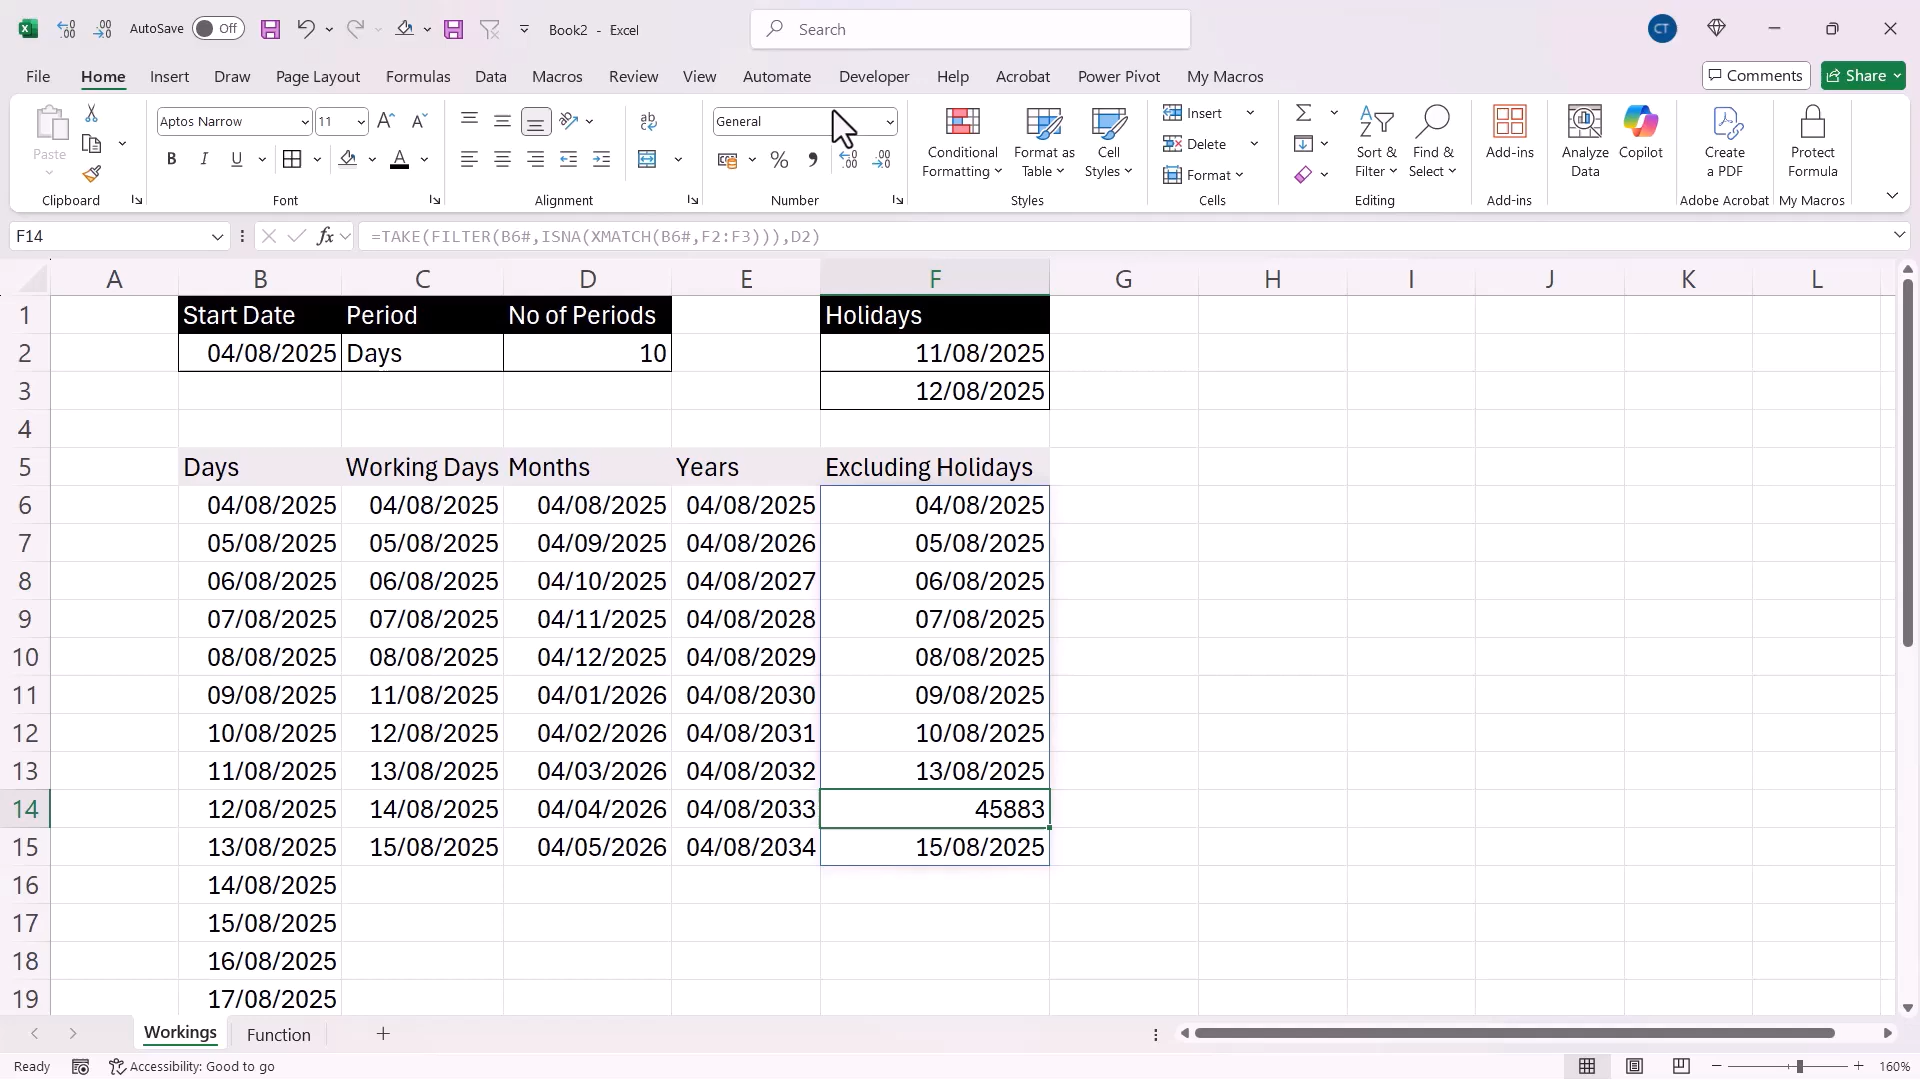 AutoSave Off Book2 - Excel Search CT
File Home Insert Draw Page Layout Formulas Data Macros Review View Automate Developer Help Acrobat Power Pivot My Macros Comments Share
Paste Aptos Narrow 11 General Conditional Formatting Format as Table Cell Styles Insert Delete Format Sort & Filter Find & Select Add-ins Analyze Data Copilot Create a PDF Protect Formula
Clipboard Font Alignment Number Styles Cells Editing Add-ins Adobe Acrobat My Macros
F14 fx =TAKE(FILTER(B6#,ISNA(XMATCH(B6#,F2:F3))),D2)
A B C D E F G H I J K L
1 Start Date Period No of Periods Holidays
2 04/08/2025 Days 10 11/08/2025
3 12/08/2025
4
5 Days Working Days Months Years Excluding Holidays
6 04/08/2025 04/08/2025 04/08/2025 04/08/2025 04/08/2025
7 05/08/2025 05/08/2025 04/09/2025 04/08/2026 05/08/2025
8 06/08/2025 06/08/2025 04/10/2025 04/08/2027 06/08/2025
9 07/08/2025 07/08/2025 04/11/2025 04/08/2028 07/08/2025
10 08/08/2025 08/08/2025 04/12/2025 04/08/2029 08/08/2025
11 09/08/2025 11/08/2025 04/01/2026 04/08/2030 09/08/2025
12 10/08/2025 12/08/2025 04/02/2026 04/08/2031 10/08/2025
13 11/08/2025 13/08/2025 04/03/2026 04/08/2032 13/08/2025
14 12/08/2025 14/08/2025 04/04/2026 04/08/2033 45883
15 13/08/2025 15/08/2025 04/05/2026 04/08/2034 15/08/2025
16 14/08/2025
17 15/08/2025
18 16/08/2025
19 17/08/2025
Workings Function
Ready Accessibility: Good to go 160%